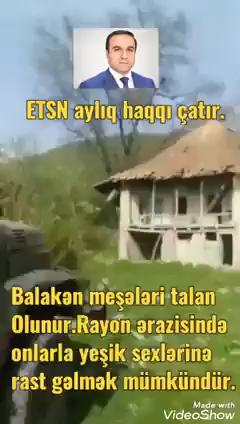 ETSN aylıq haqqı çatır.
Balakən meşələri talan
Olunur.Rayon ərazisində
onlarla yeşik sexlərinə
rast gəlmək mümkündür.
Made with
VideoShow